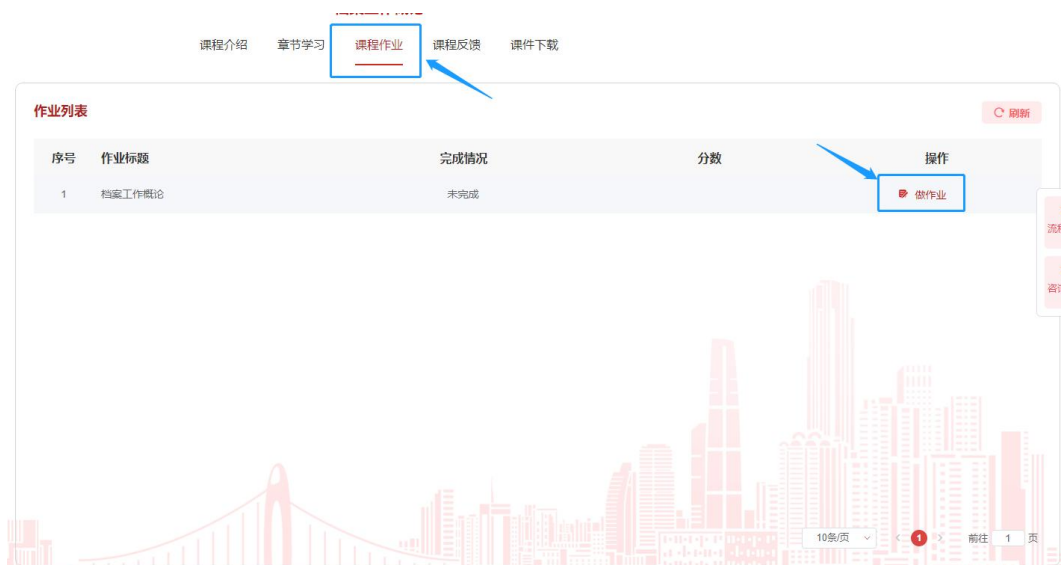 课程介绍 章节学习 课程作业 课程反馈 课件下载
作业列表
刷新
序号 作业标题 完成情况 分数 操作
1 档案工作概论 未完成 做作业
10条/页 1 前往 1 页